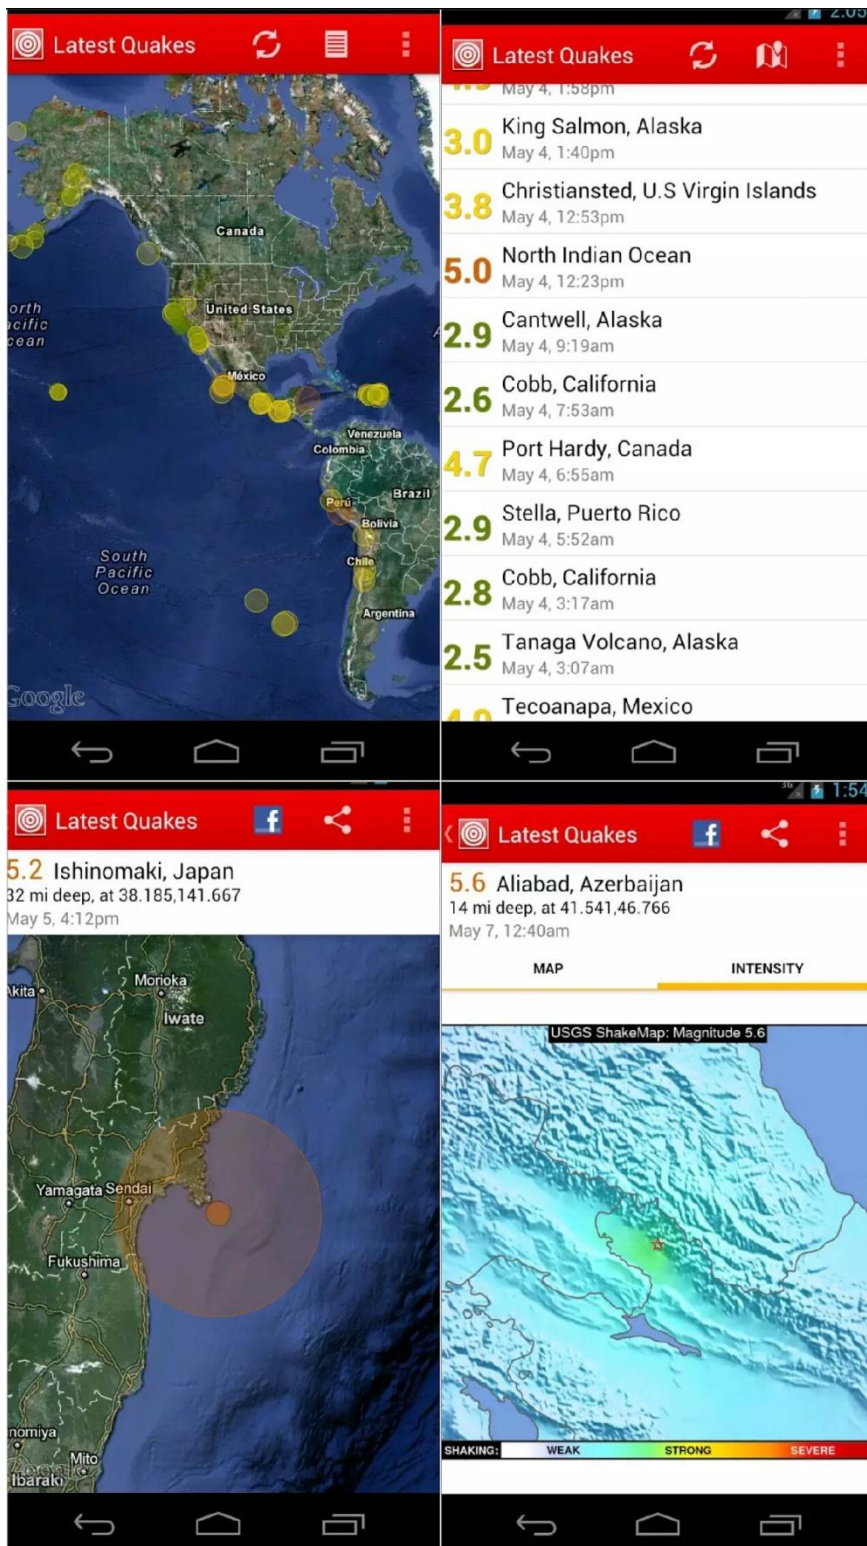 Latest Quakes
Canada
United States
México
Venezuela
Colombia
Brazil
Perú
Bolivia
South
Pacific
Ocean
Chile
Argentina
Google
2:05
Latest Quakes
May 4, 1:58pm
3.0 King Salmon, Alaska
May 4, 1:40pm
3.8 Christiansted, U.S Virgin Islands
May 4, 12:53pm
5.0 North Indian Ocean
May 4, 12:23pm
2.9 Cantwell, Alaska
May 4, 9:19am
2.6 Cobb, California
May 4, 7:53am
4.7 Port Hardy, Canada
May 4, 6:55am
2.9 Stella, Puerto Rico
May 4, 5:52am
2.8 Cobb, California
May 4, 3:17am
2.5 Tanaga Volcano, Alaska
May 4, 3:07am
Tecoanapa, Mexico
Latest Quakes
5.2 Ishinomaki, Japan
32 mi deep, at 38.185,141.667
May 5, 4:12pm
Morioka
Akita
Iwate
Yamagata Sendai
Fukushima
Mito
Ibaraki
3G 1:54
Latest Quakes
5.6 Aliabad, Azerbaijan
14 mi deep, at 41.541,46.766
May 7, 12:40am
MAP INTENSITY
USGS ShakeMap: Magnitude 5.6
SHAKING: WEAK STRONG SEVERE